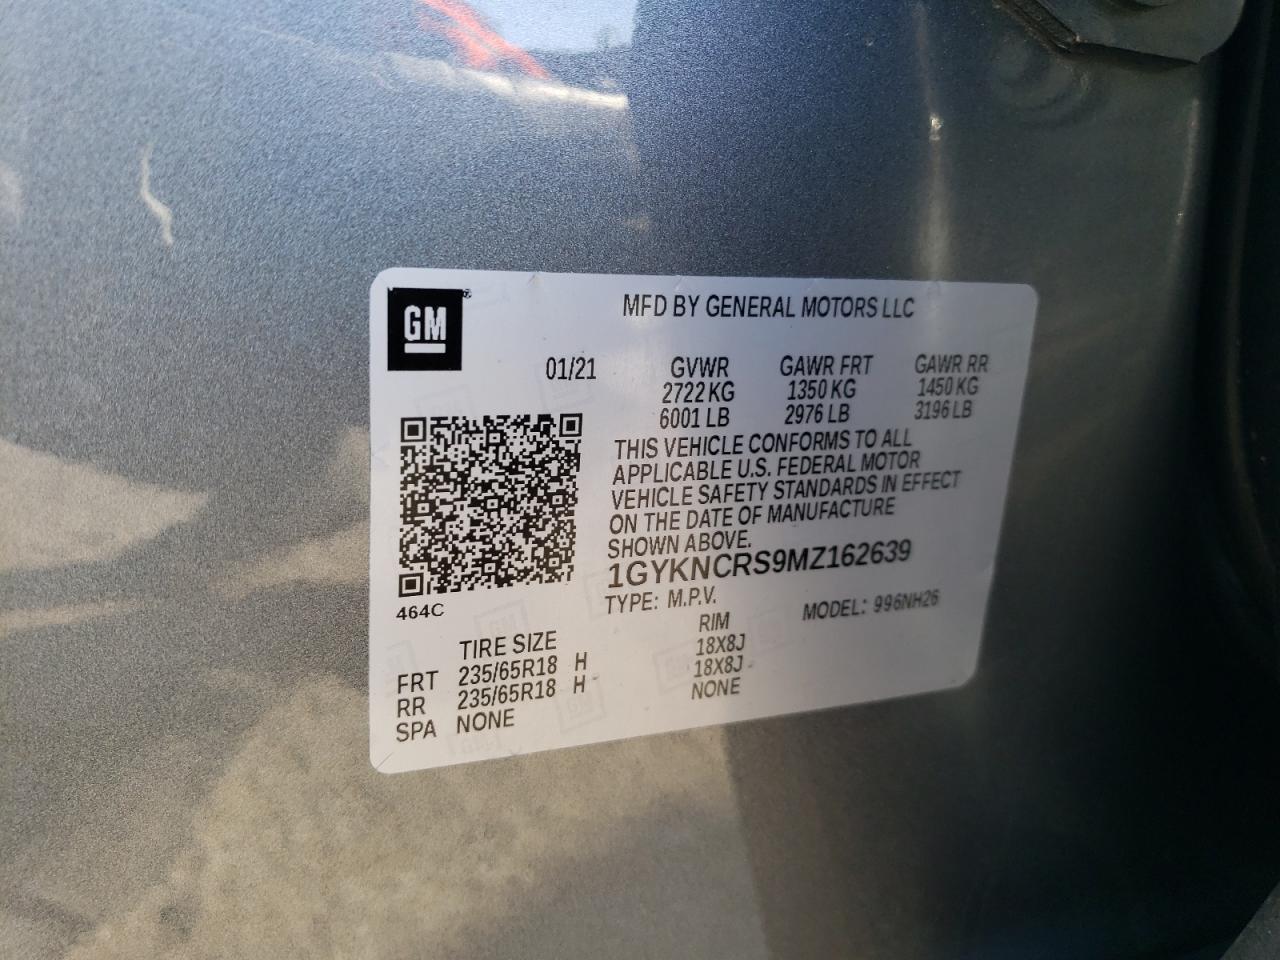 GM®
MFD BY GENERAL MOTORS LLC
01/21 GVWR GAWR FRT GAWR RR
2722 KG 1350 KG 1450 KG
6001 LB 2976 LB 3196 LB
THIS VEHICLE CONFORMS TO ALL
APPLICABLE U.S. FEDERAL MOTOR
VEHICLE SAFETY STANDARDS IN EFFECT
ON THE DATE OF MANUFACTURE
SHOWN ABOVE.
1GYKNCRS9MZ162639
464C
TYPE: M.P.V. MODEL: 996NH26
TIRE SIZE RIM
FRT 235/65R18 H 18X8J
RR 235/65R18 H 18X8J
SPA NONE NONE